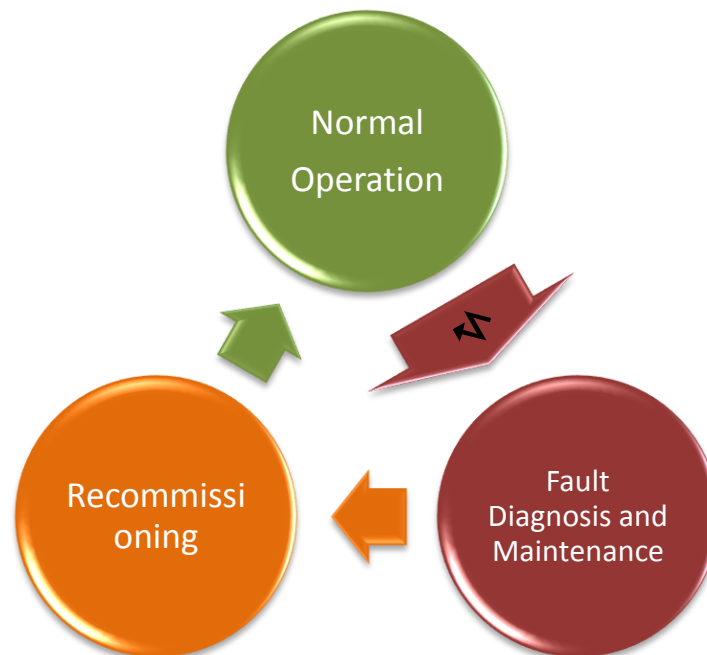 Normal
Operation
Fault
Diagnosis and
Maintenance
Recommissi
oning